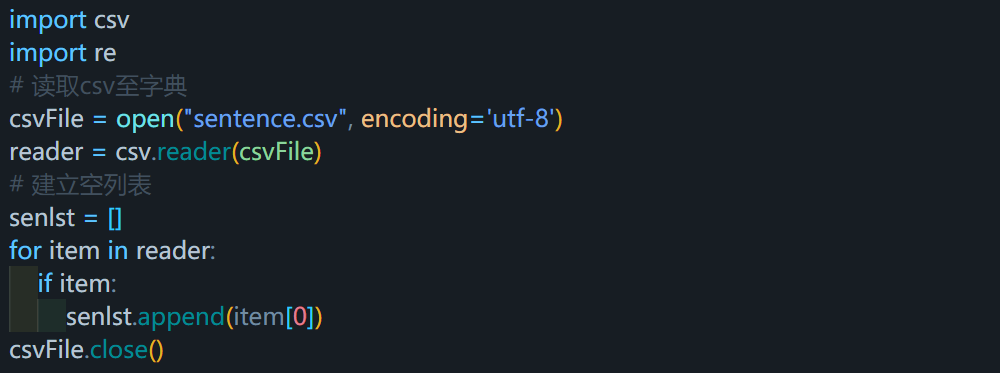 import csv
import re
# 读取csv至字典
csvFile = open("sentence.csv", encoding='utf-8')
reader = csv.reader(csvFile)
# 建立空列表
senlst = []
for item in reader:
    if item:
        senlst.append(item[0])
csvFile.close()